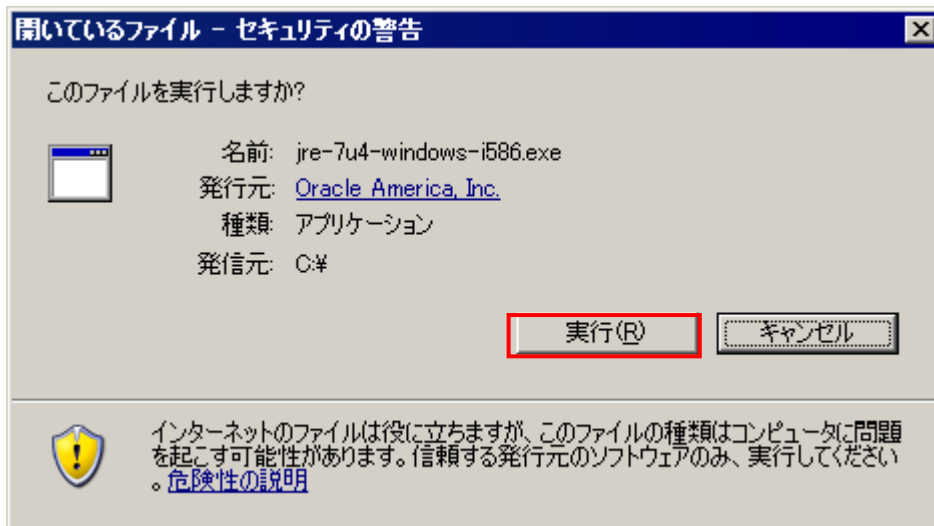 開いているファイル - セキュリティの警告
このファイルを実行しますか?
名前: jre-7u4-windows-i586.exe
発行元: Oracle America, Inc.
種類: アプリケーション
発信元: C:¥
実行(R) キャンセル
インターネットのファイルは役に立ちますが、このファイルの種類はコンピュータに問題
を起こす可能性があります。信頼する発行元のソフトウェアのみ、実行してください
。危険性の説明